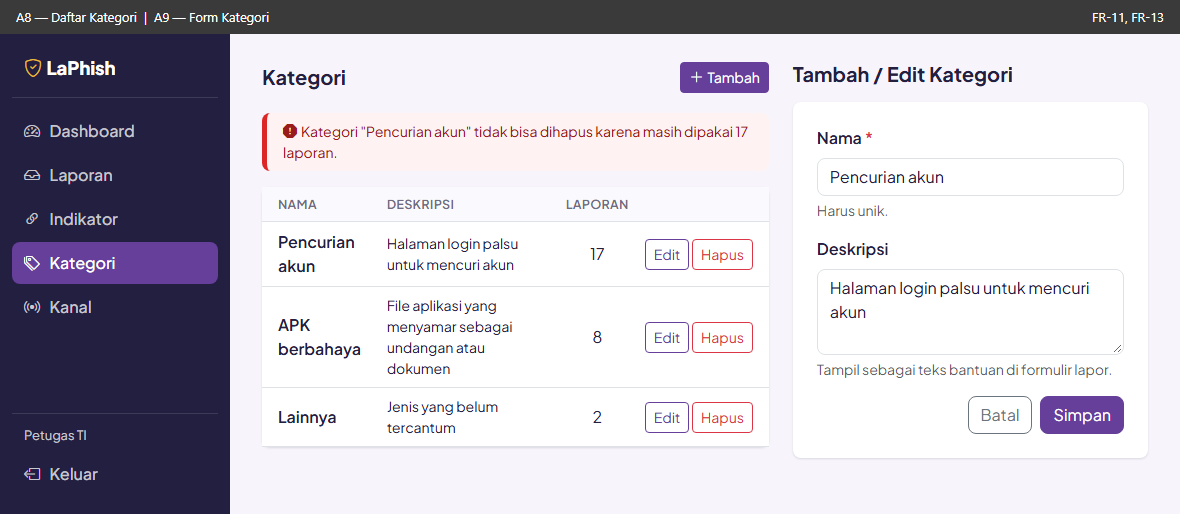 A8 — Daftar Kategori | A9 — Form Kategori
FR-11, FR-13
LaPhish
Dashboard
Laporan
Indikator
Kategori
Kanal
Petugas TI
Keluar
Kategori
+ Tambah
Kategori "Pencurian akun" tidak bisa dihapus karena masih dipakai 17
laporan.
NAMA DESKRIPSI LAPORAN
Pencurian
akun
Halaman login palsu
untuk mencuri akun
17
Edit Hapus
APK
berbahaya
File aplikasi yang
menyamar sebagai
undangan atau
dokumen
8
Edit Hapus
Lainnya
Jenis yang belum
tercantum
2
Edit Hapus
Tambah / Edit Kategori
Nama *
Pencurian akun
Harus unik.
Deskripsi
Halaman login palsu untuk mencuri
akun
Tampil sebagai teks bantuan di formulir lapor.
Batal Simpan